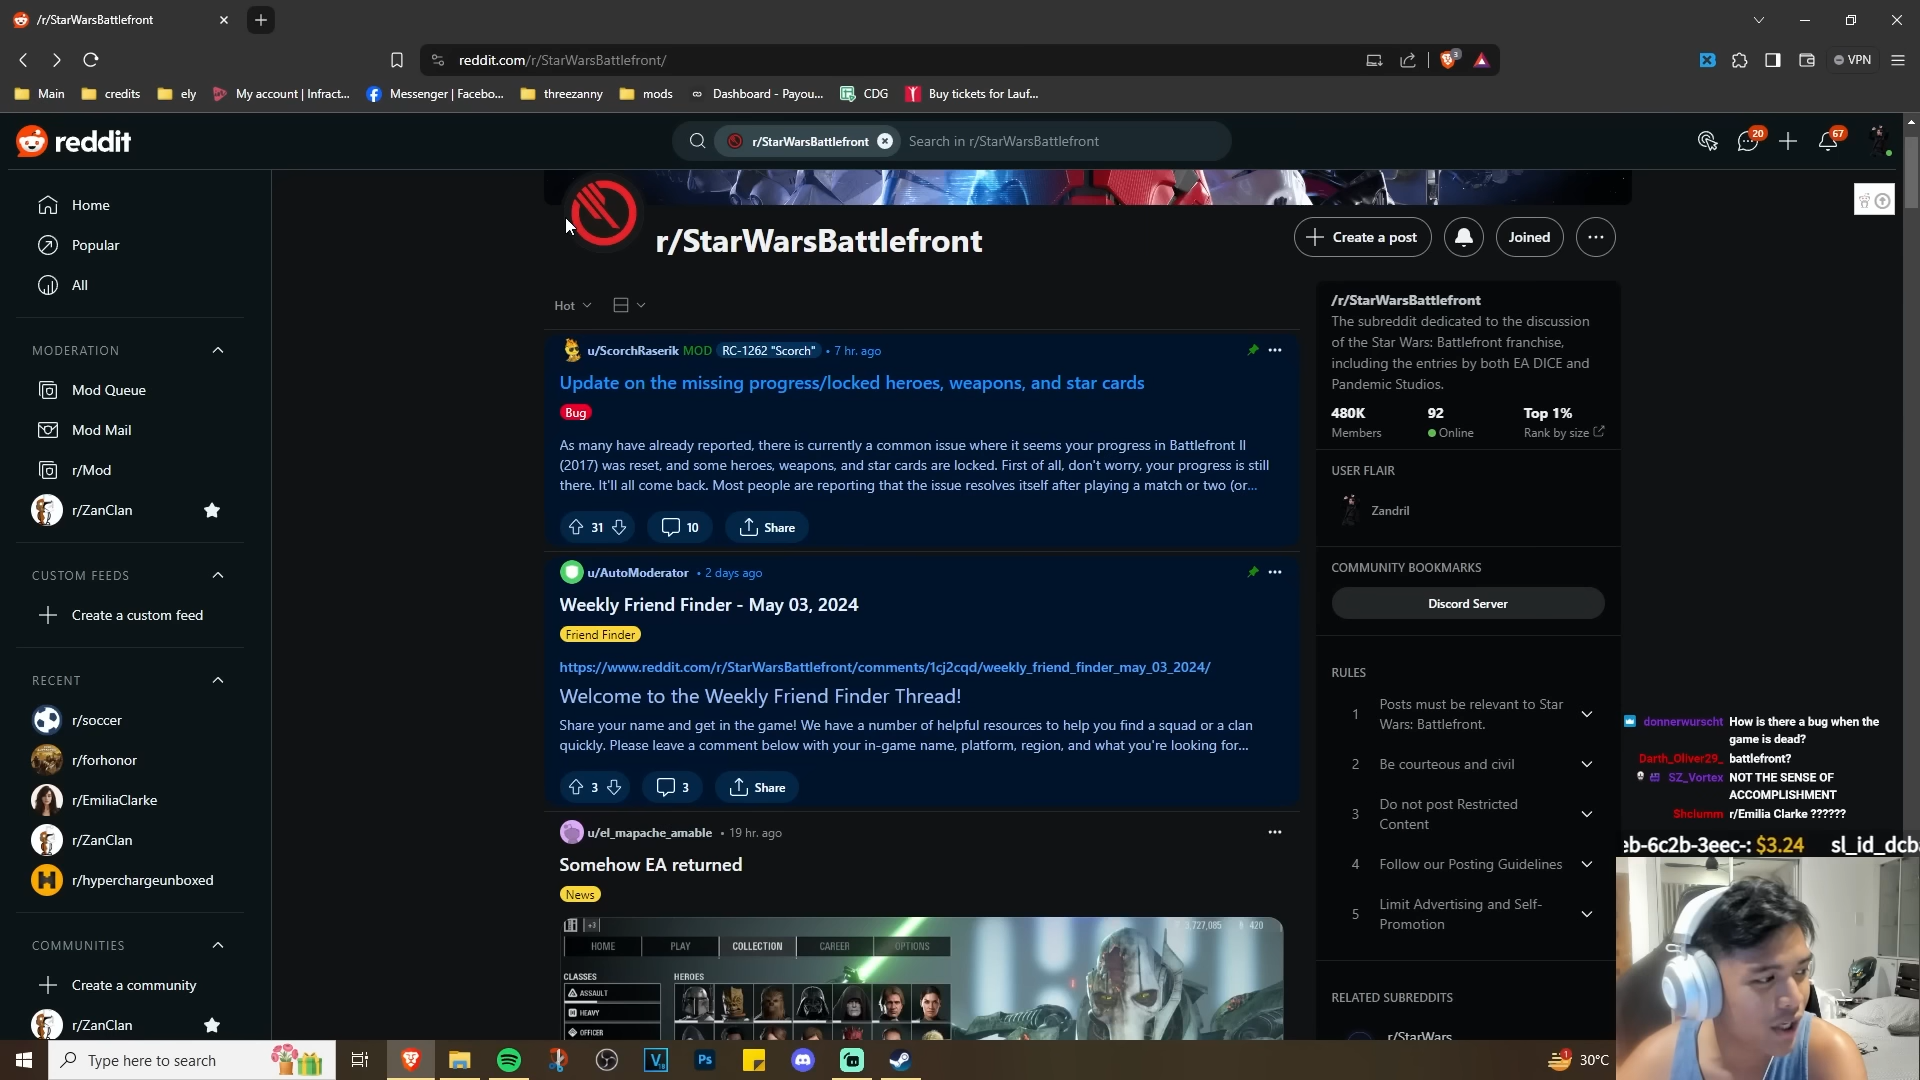 /r/StarWarsBattlefront
reddit.com/r/StarWarsBattlefront/
3
VPN
Main
credits
ely
My account | Infract...
Messenger | Facebo...
threezanny
mods
Dashboard - Payou...
CDG
Buy tickets for Lauf...
reddit
r/StarWarsBattlefront
Search in r/StarWarsBattlefront
20
67
Home
Popular
All
MODERATION
Mod Queue
Mod Mail
r/Mod
r/ZanClan
CUSTOM FEEDS
Create a custom feed
RECENT
r/soccer
r/forhonor
r/EmiliaClarke
r/ZanClan
r/hyperchargeunboxed
COMMUNITIES
Create a community
r/ZanClan
r/StarWarsBattlefront
Create a post
Joined
Hot
u/ScorchRaserik MOD RC-1262 "Scorch" • 7 hr. ago
Update on the missing progress/locked heroes, weapons, and star cards
Bug
As many have already reported, there is currently a common issue where it seems your progress in Battlefront II
(2017) was reset, and some heroes, weapons, and star cards are locked. First of all, don't worry, your progress is still
there. It'll all come back. Most people are reporting that the issue resolves itself after playing a match or two (or...
31
10
Share
u/AutoModerator • 2 days ago
Weekly Friend Finder - May 03, 2024
Friend Finder
https://www.reddit.com/r/StarWarsBattlefront/comments/1cj2cqd/weekly_friend_finder_may_03_2024/
Welcome to the Weekly Friend Finder Thread!
Share your name and get in the game! We have a number of helpful resources to help you find a squad or a clan
quickly. Please leave a comment below with your in-game name, platform, region, and what you're looking for...
3
3
Share
u/el_mapache_amable • 19 hr. ago
Somehow EA returned
News
+3
420
HOME
PLAY
COLLECTION
CAREER
OPTIONS
CLASSES
HEROES
ASSAULT
HEAVY
OFFICER
/r/StarWarsBattlefront
The subreddit dedicated to the discussion
of the Star Wars: Battlefront franchise,
including the entries by both EA DICE and
Pandemic Studios.
480K
92
Top 1%
Members
Online
Rank by size
USER FLAIR
Zandril
COMMUNITY BOOKMARKS
Discord Server
RULES
1 Posts must be relevant to Star
Wars: Battlefront.
2 Be courteous and civil
3 Do not post Restricted
Content
4 Follow our Posting Guidelines
5 Limit Advertising and Self-
Promotion
RELATED SUBREDDITS
r/StarWars
donnerwurscht How is there a bug when the
game is dead?
Darth_Oliver29_ battlefront?
SZ_Vortex NOT THE SENSE OF
ACCOMPLISHMENT
Shclumm r/Emilia Clarke ??????
eb-6c2b-3eec-: $3.24 sl_id_dcb
Type here to search
Ps
1
30°C